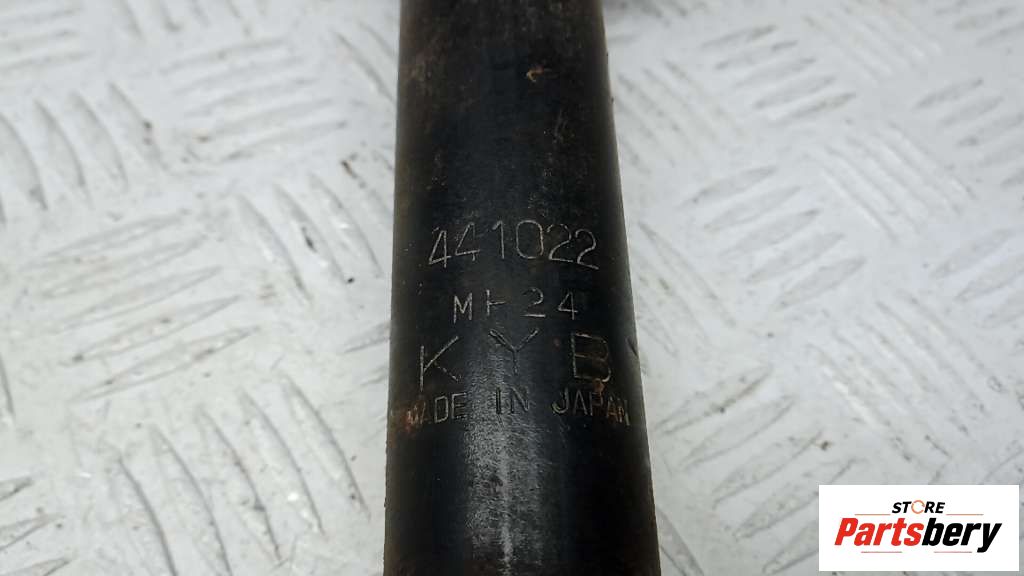 441022
MH24
KYB
MADE IN JAPAN
STORE
Partsbery